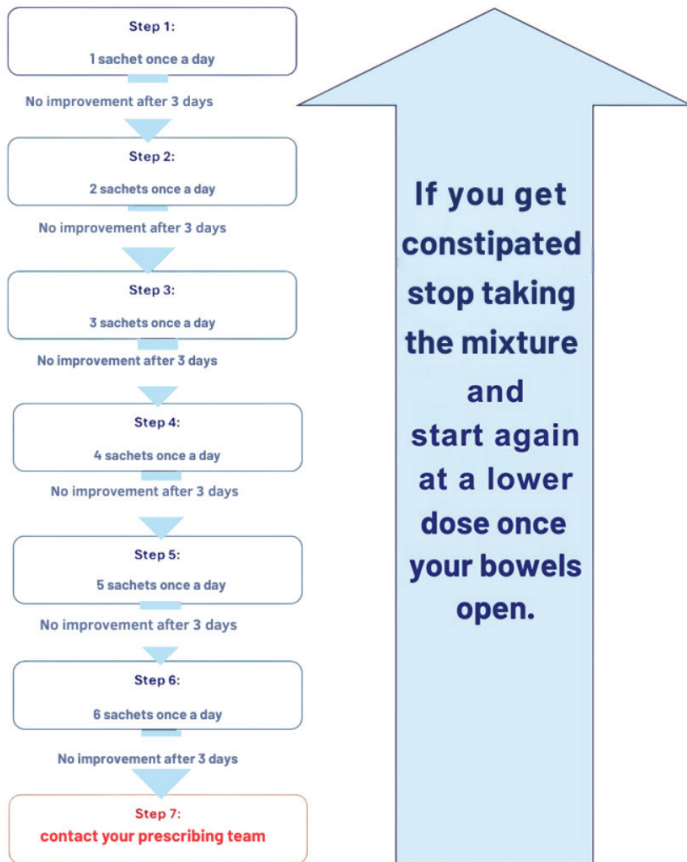 Step 1:
1 sachet once a day
No improvement after 3 days
Step 2:
2 sachets once a day
No improvement after 3 days
Step 3:
3 sachets once a day
No improvement after 3 days
Step 4:
4 sachets once a day
No improvement after 3 days
Step 5:
5 sachets once a day
No improvement after 3 days
Step 6:
6 sachets once a day
No improvement after 3 days
Step 7:
contact your prescribing team
If you get
constipated
stop taking
the mixture
and
start again
at a lower
dose once
your bowels
open.